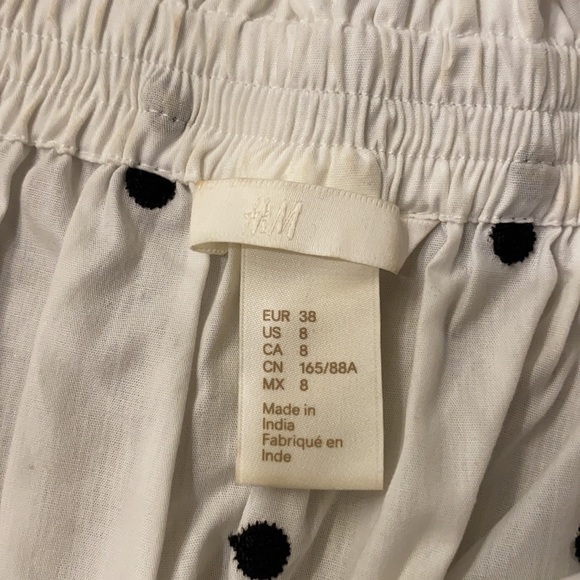 H&M
EUR 38
US 8
CA 8
CN 165/88A
MX 8
Made in
India
Fabriqué en
Inde